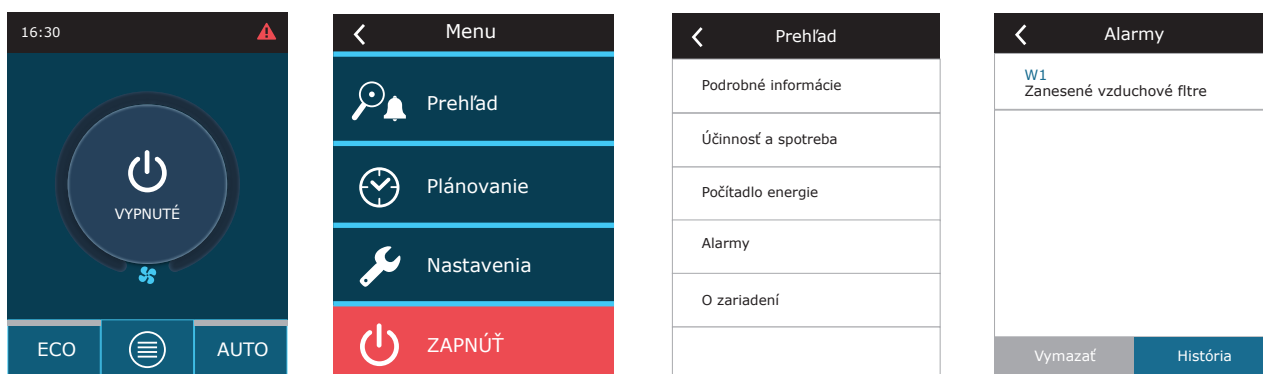 16:30
VYPNUTÉ
ECO
AUTO
Menu
Prehľad
Plánovanie
Nastavenia
ZAPNÚŤ
Prehľad
Podrobné informácie
Účinnosť a spotreba
Počítadlo energie
Alarmy
O zariadení
Alarmy
W1
Zanesené vzduchové fltre
Vymazať
História